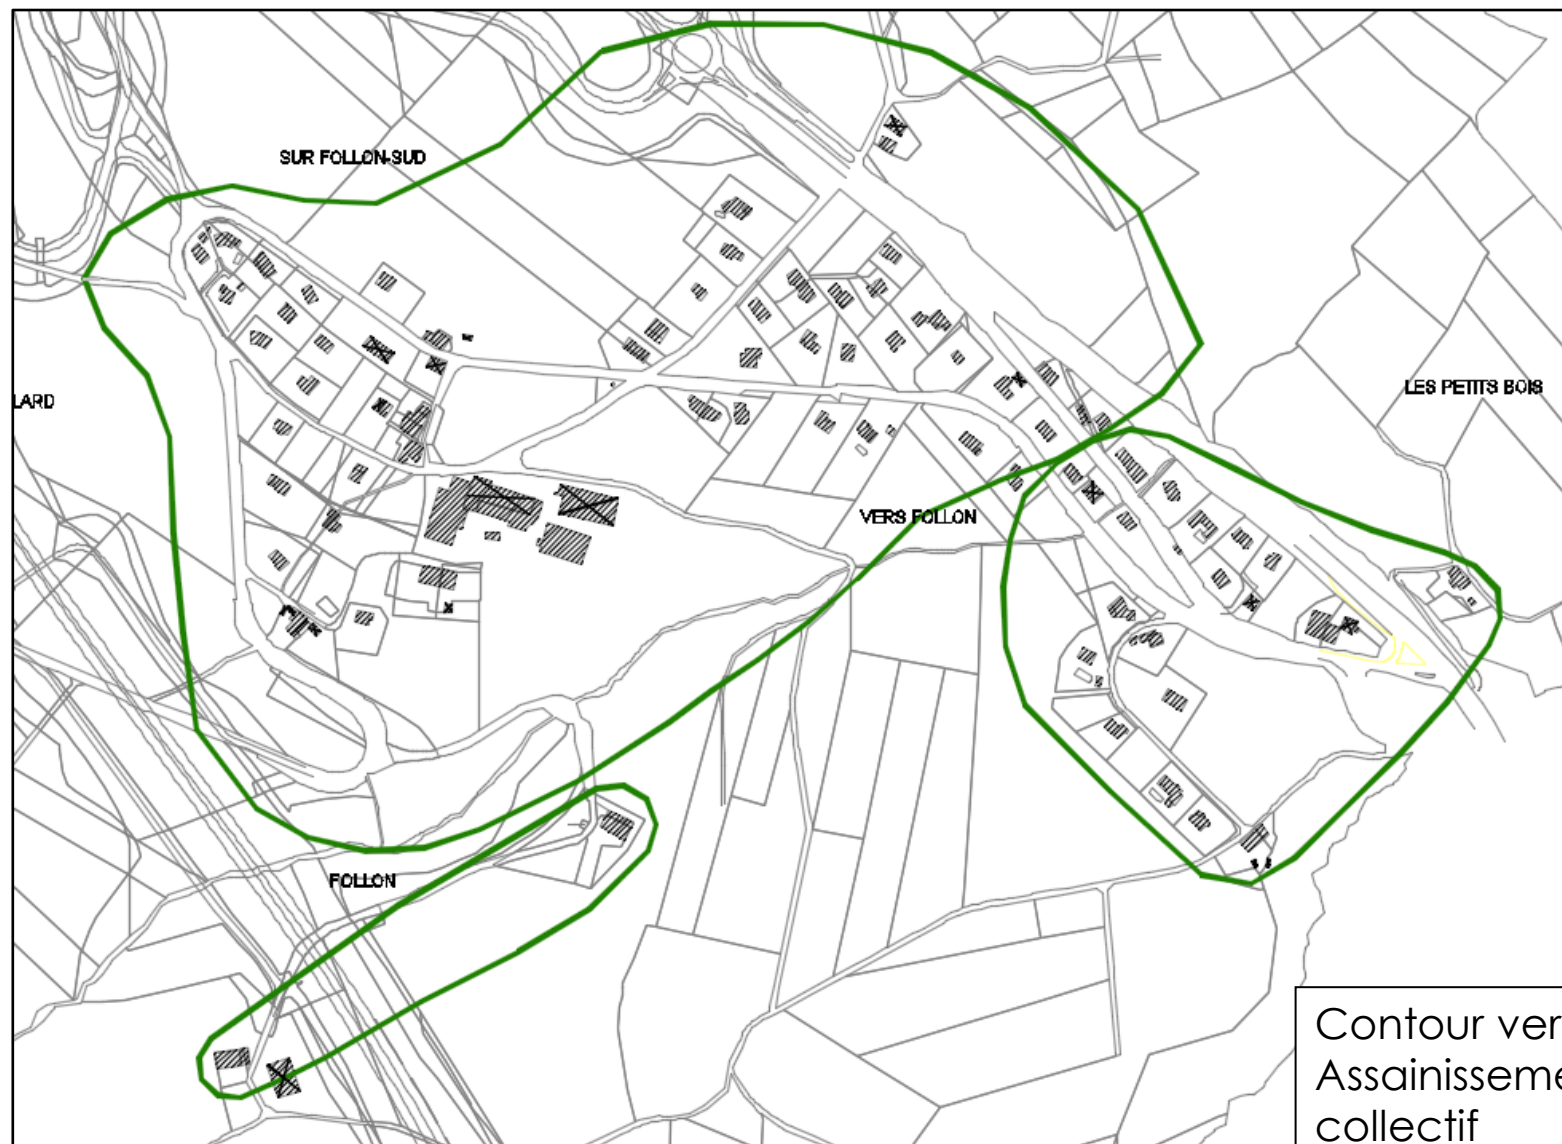 SUR FOLLON-SUD
LARD
LES PETITS BOIS
VERS FOLLON
FOLLON
Contour ver
Assainisseme
collectif